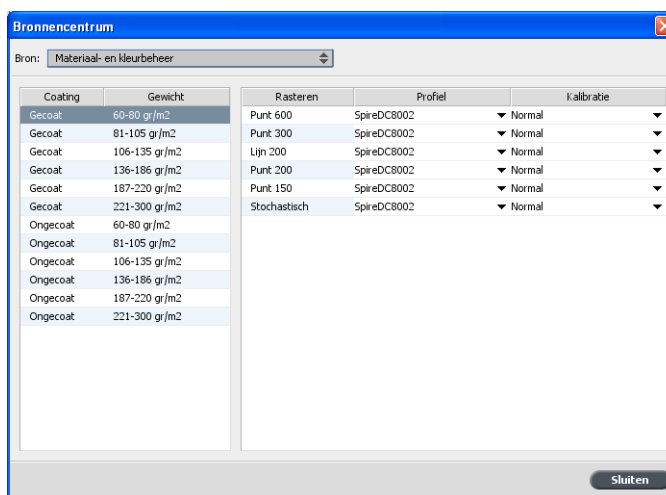 Bronnencentrum
Bron: Materiaal- en kleurbeheer
Coating Gewicht Rasteren Profiel Kalibratie
Gecoat 60-80 gr/m2 Punt 600 SpireDC8002 Normal
Gecoat 81-105 gr/m2 Punt 300 SpireDC8002 Normal
Gecoat 106-135 gr/m2 Lijn 200 SpireDC8002 Normal
Gecoat 136-186 gr/m2 Punt 200 SpireDC8002 Normal
Gecoat 187-220 gr/m2 Punt 150 SpireDC8002 Normal
Gecoat 221-300 gr/m2 Stochastisch SpireDC8002 Normal
Ongecoat 60-80 gr/m2
Ongecoat 81-105 gr/m2
Ongecoat 106-135 gr/m2
Ongecoat 136-186 gr/m2
Ongecoat 187-220 gr/m2
Ongecoat 221-300 gr/m2
Sluiten